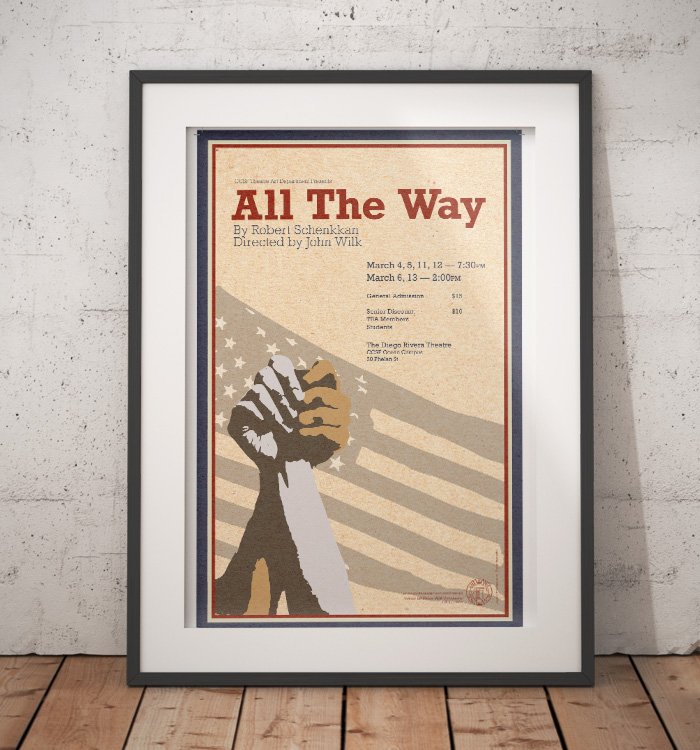 CCSF Theatre Art Department Presents
All The Way
By Robert Schenkkan
Directed by John Wilk
March 4, 5, 11, 12 — 7:30PM
March 6, 13 — 2:00PM
General Admission $15
Senior Discount $10
TBA Members
Students
The Diego Rivera Theatre
CCSF Ocean Campus
50 Phelan St